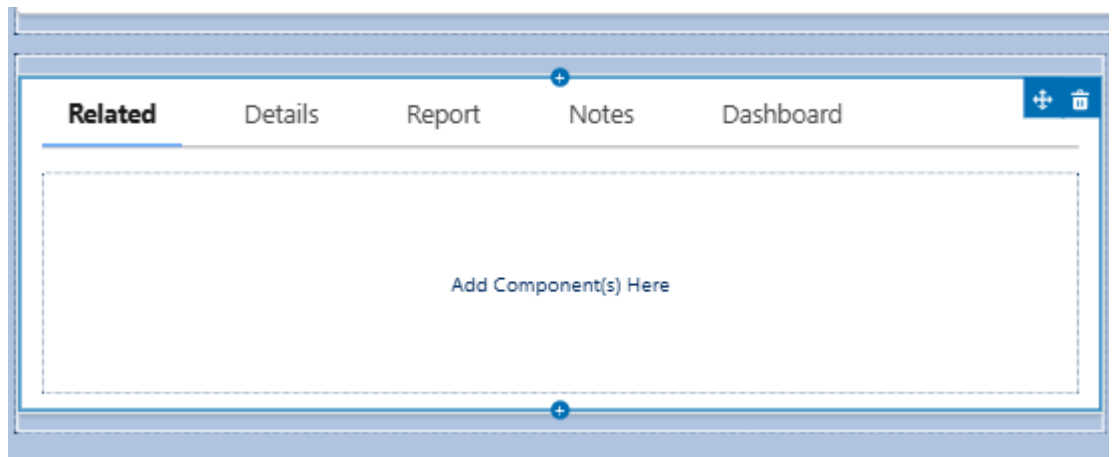 Related Details Report Notes Dashboard
Add Component(s) Here